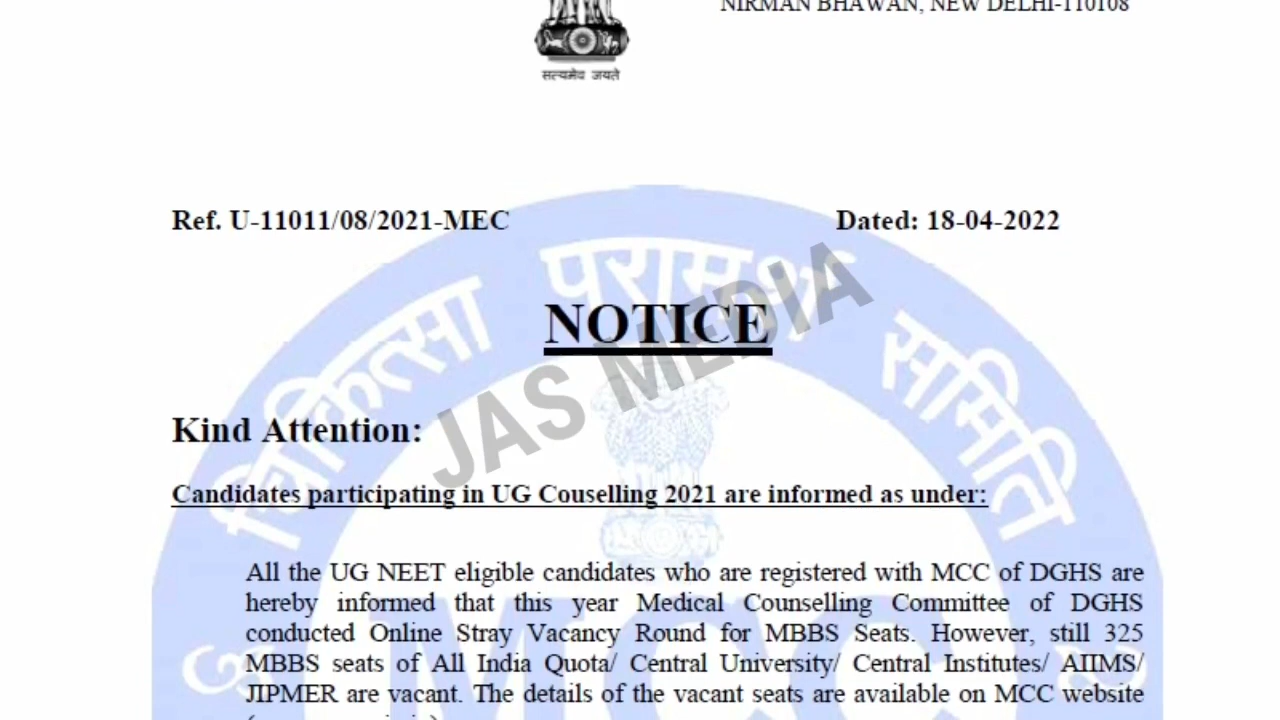 NIRMAN BHAWAN, NEW DELHI-110108
सत्यमेव जयते
Ref. U-11011/08/2021-MEC
Dated: 18-04-2022
चिकित्सा परामर्श समिति
NOTICE
JAS MEDIA
Kind Attention:
Candidates participating in UG Couselling 2021 are informed as under:
All the UG NEET eligible candidates who are registered with MCC of DGHS are
hereby informed that this year Medical Counselling Committee of DGHS
conducted Online Stray Vacancy Round for MBBS Seats. However, still 325
MBBS seats of All India Quota/ Central University/ Central Institutes/ AIIMS/
JIPMER are vacant. The details of the vacant seats are available on MCC website
MCC